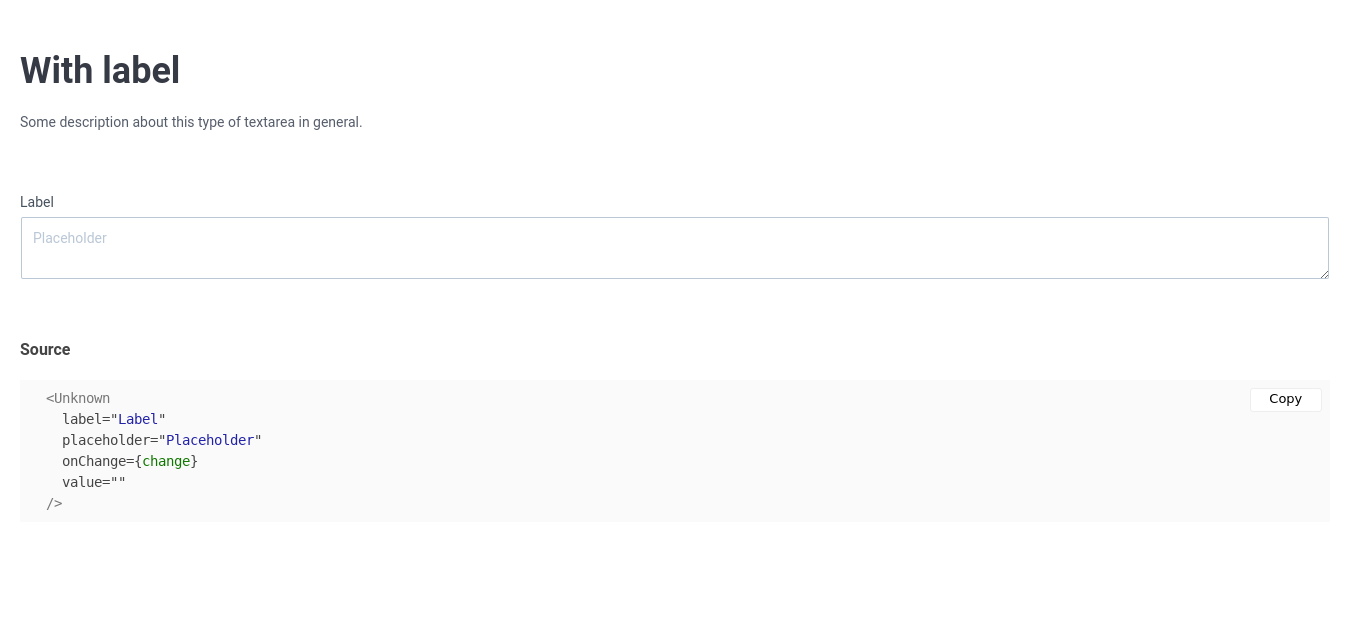 With label
Some description about this type of textarea in general.
Label
Placeholder
Source
Copy
<Unknown
label="Label"
placeholder="Placeholder"
onChange={change}
value=""
/>